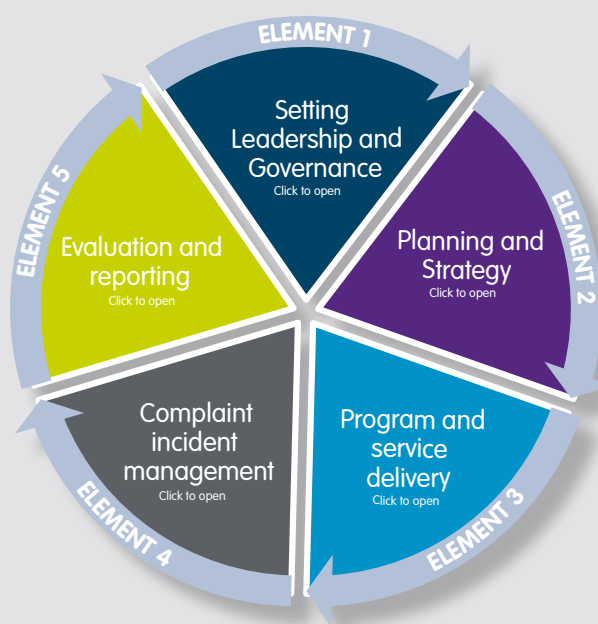 ELEMENT 1
Setting
Leadership and
Governance
Click to open
ELEMENT 2
Planning and
Strategy
Click to open
ELEMENT 3
Program and
service
delivery
Click to open
ELEMENT 4
Complaint
incident
management
Click to open
ELEMENT 5
Evaluation and
reporting
Click to open